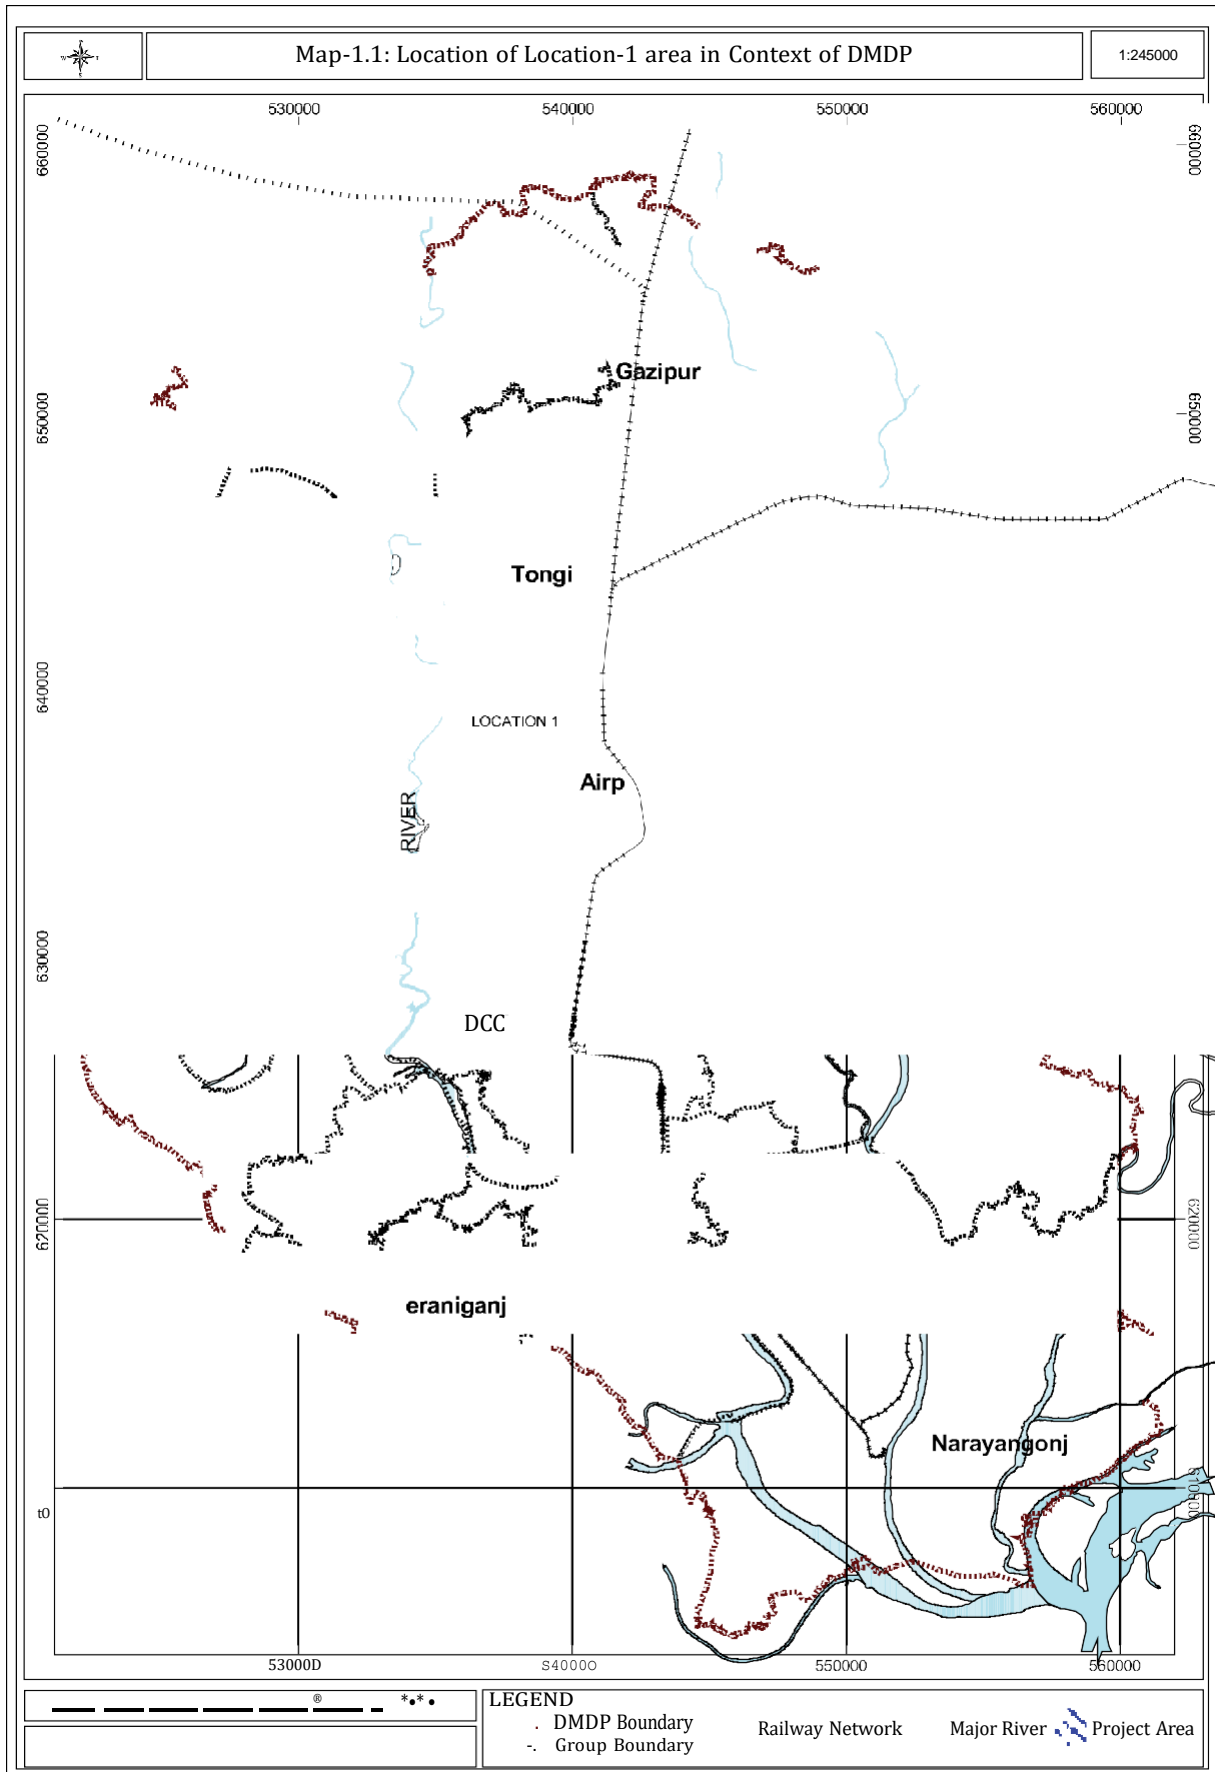 Map-1.1: Location of Location-1 area in Context of DMDP
1:245000
530000 540000 550000 560000
660000 660000
Gazipur
650000 650000
Tongi
640000
LOCATION 1
Airp
RIVER
630000
DCC
620000 620000
eraniganj
Narayangonj
t0 610000
53000D 540000 550000 560000
®
*•* •
LEGEND
. DMDP Boundary
-. Group Boundary
Railway Network
Major River
Project Area